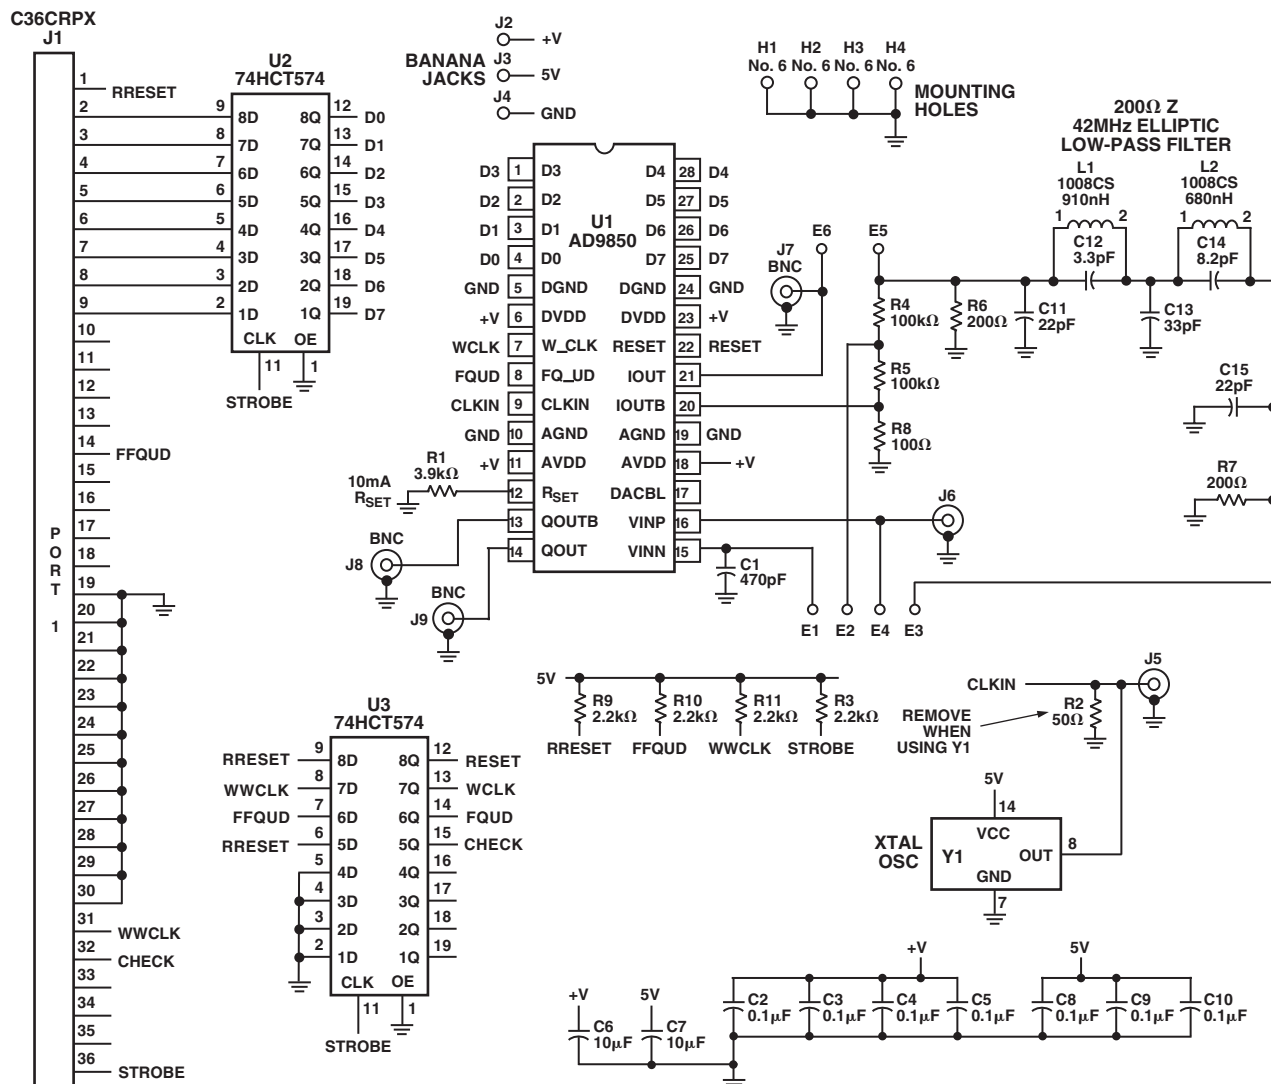 C36CRPX
J1
PORT 1
1
RRESET
2
3
4
5
6
7
8
9
10
11
12
13
14
FFQUD
15
16
17
18
19
20
21
22
23
24
25
26
27
28
29
30
31
WWCLK
32
CHECK
33
34
35
36
STROBE
U2
74HCT574
9 8D 8Q 12 D0
8 7D 7Q 13 D1
7 6D 6Q 14 D2
6 5D 5Q 15 D3
5 4D 4Q 16 D4
4 3D 3Q 17 D5
3 2D 2Q 18 D6
2 1D 1Q 19 D7
CLK OE
11 1
STROBE
BANANA
JACKS
J2
+V
J3
5V
J4
GND
H1 H2 H3 H4
No. 6 No. 6 No. 6 No. 6
MOUNTING
HOLES
U1
AD9850
D3 1 D3 D4 28 D4
D2 2 D2 D5 27 D5
D1 3 D1 D6 26 D6
D0 4 D0 D7 25 D7
GND 5 DGND DGND 24 GND
+V 6 DVDD DVDD 23 +V
WCLK 7 W_CLK RESET 22 RESET
FQUD 8 FQ_UD IOUT 21
CLKIN 9 CLKIN IOUTB 20
GND 10 AGND AGND 19 GND
+V 11 AVDD AVDD 18 +V
12 RSET DACBL 17
13 QOUTB VINP 16
14 QOUT VINN 15
R1
3.9kΩ
10mA
RSET
BNC
J8
BNC
J9
J7
BNC
E6
E5
R4
100kΩ
R5
100kΩ
R8
100Ω
R6
200Ω
C11
22pF
200Ω Z
42MHz ELLIPTIC
LOW-PASS FILTER
L1
1008CS
910nH
1 2
C12
3.3pF
L2
1008CS
680nH
1 2
C14
8.2pF
C13
33pF
C15
22pF
R7
200Ω
J6
C1
470pF
E1 E2 E4 E3
U3
74HCT574
RRESET 9 8D 8Q 12 RESET
WWCLK 8 7D 7Q 13 WCLK
FFQUD 7 6D 6Q 14 FQUD
RRESET 6 5D 5Q 15 CHECK
5 4D 4Q 16
4 3D 3Q 17
3 2D 2Q 18
2 1D 1Q 19
CLK OE
11 1
STROBE
5V
R9
2.2kΩ
RRESET
R10
2.2kΩ
FFQUD
R11
2.2kΩ
WWCLK
R3
2.2kΩ
STROBE
CLKIN
J5
R2
50Ω
REMOVE
WHEN
USING Y1
5V
14
XTAL
OSC
VCC
Y1 OUT 8
GND
7
+V
C6
10µF
5V
C7
10µF
+V
C2
0.1µF
C3
0.1µF
C4
0.1µF
C5
0.1µF
5V
C8
0.1µF
C9
0.1µF
C10
0.1µF